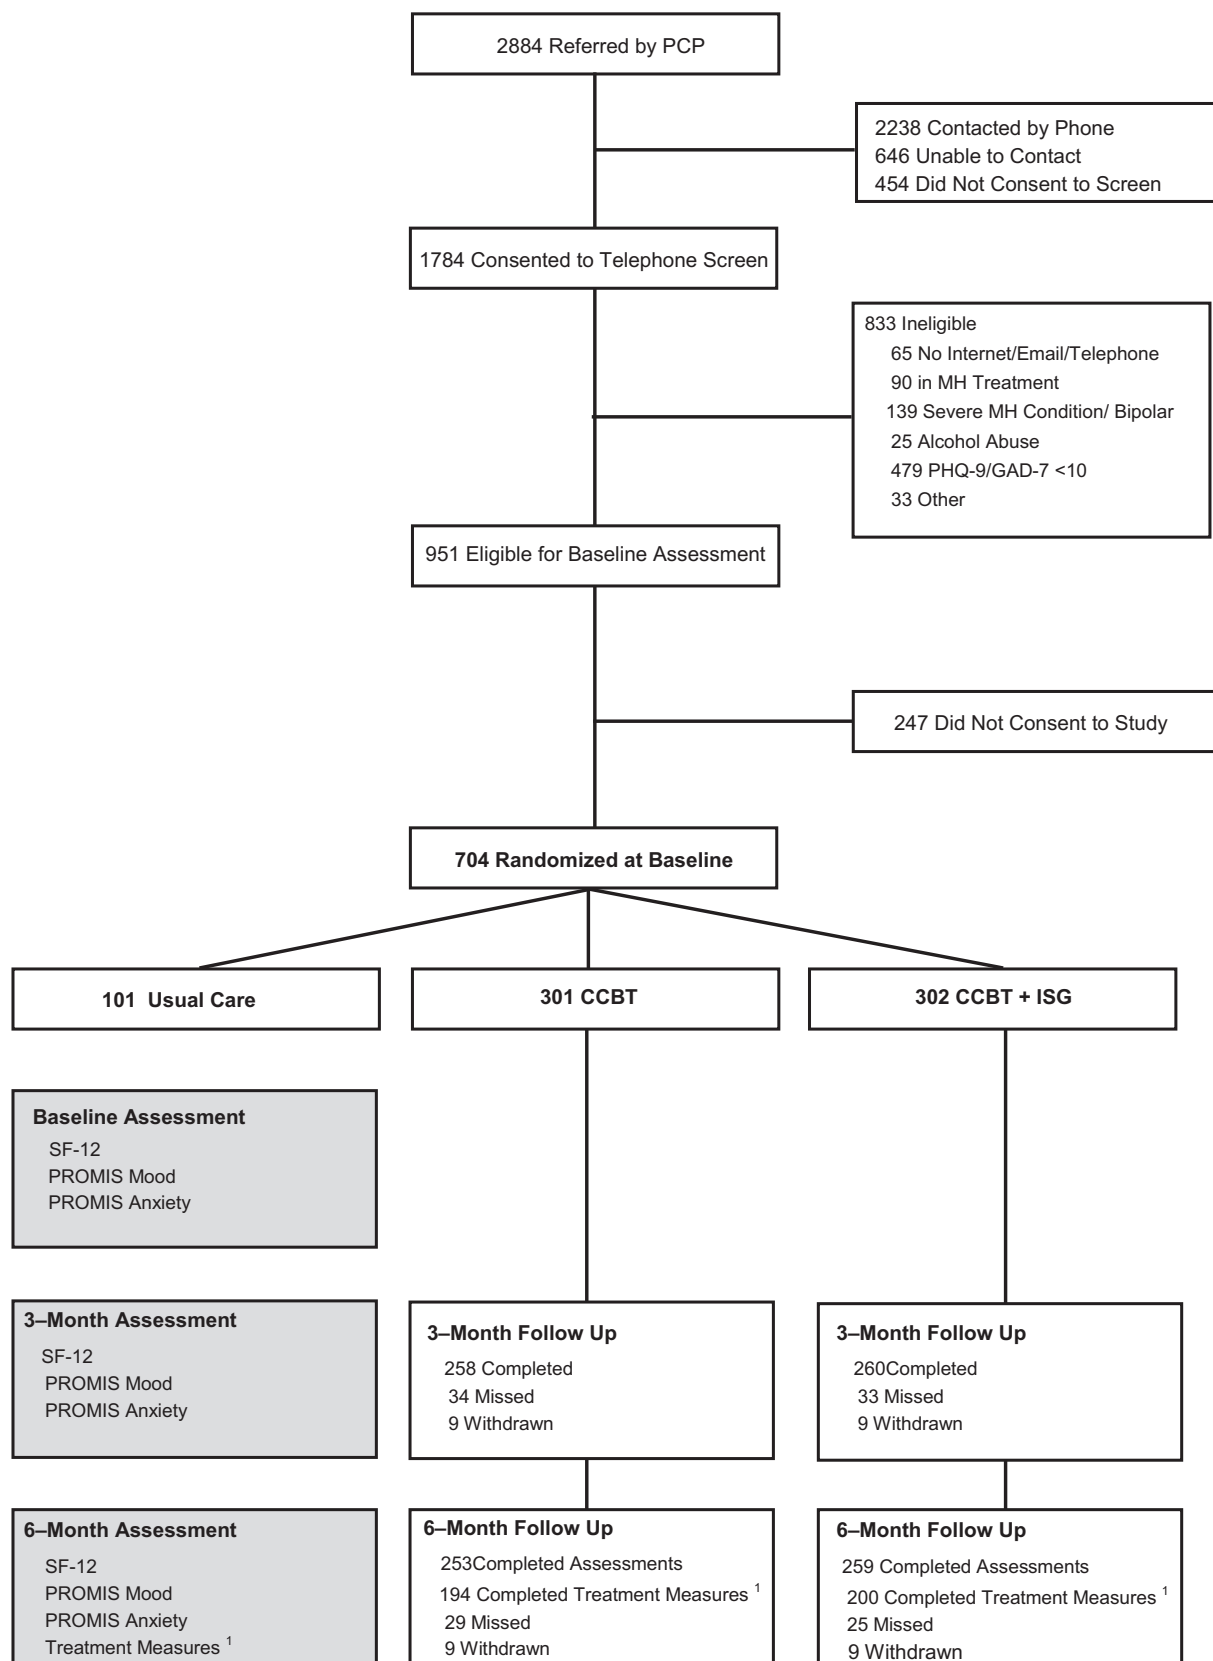 2884 Referred by PCP
2238 Contacted by Phone
646 Unable to Contact
454 Did Not Consent to Screen
1784 Consented to Telephone Screen
833 Ineligible
65 No Internet/Email/Telephone
90 in MH Treatment
139 Severe MH Condition/ Bipolar
25 Alcohol Abuse
479 PHQ-9/GAD-7 <10
33 Other
951 Eligible for Baseline Assessment
247 Did Not Consent to Study
704 Randomized at Baseline
101 Usual Care
301 CCBT
302 CCBT + ISG
Baseline Assessment
SF-12
PROMIS Mood
PROMIS Anxiety
3–Month Assessment
SF-12
PROMIS Mood
PROMIS Anxiety
3–Month Follow Up
258 Completed
34 Missed
9 Withdrawn
3–Month Follow Up
260Completed
33 Missed
9 Withdrawn
6–Month Assessment
SF-12
PROMIS Mood
PROMIS Anxiety
Treatment Measures 1
6–Month Follow Up
253Completed Assessments
194 Completed Treatment Measures 1
29 Missed
9 Withdrawn
6–Month Follow Up
259 Completed Assessments
200 Completed Treatment Measures 1
25 Missed
9 Withdrawn